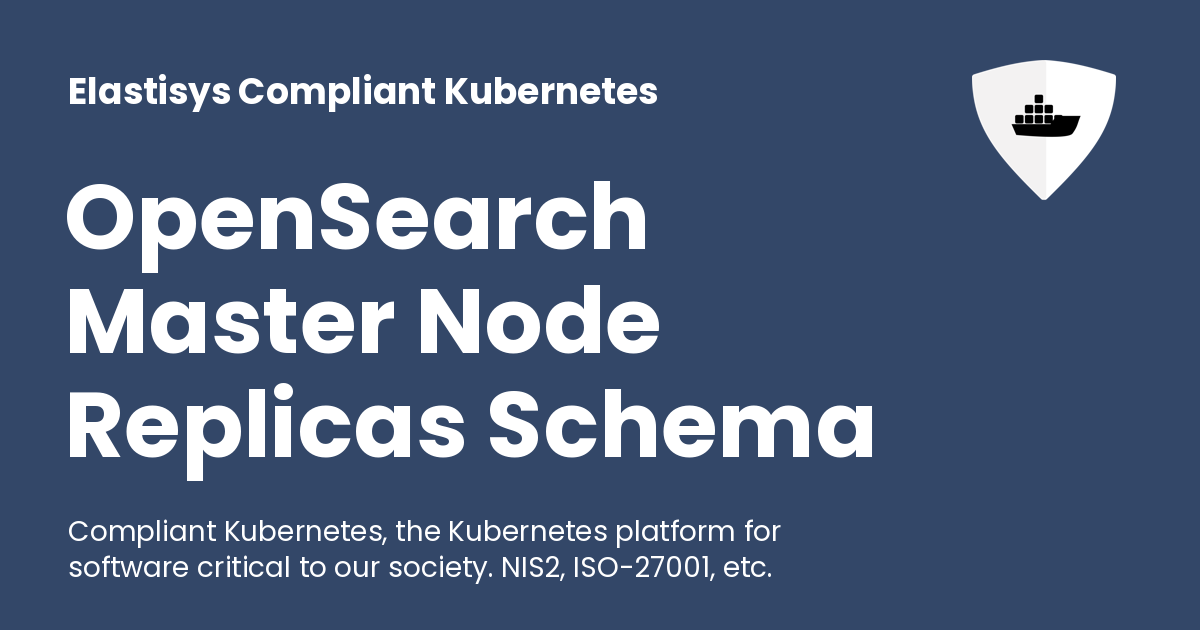 Elastisys Compliant Kubernetes
OpenSearch
Master Node
Replicas Schema
Compliant Kubernetes, the Kubernetes platform for
software critical to our society. NIS2, ISO-27001, etc.